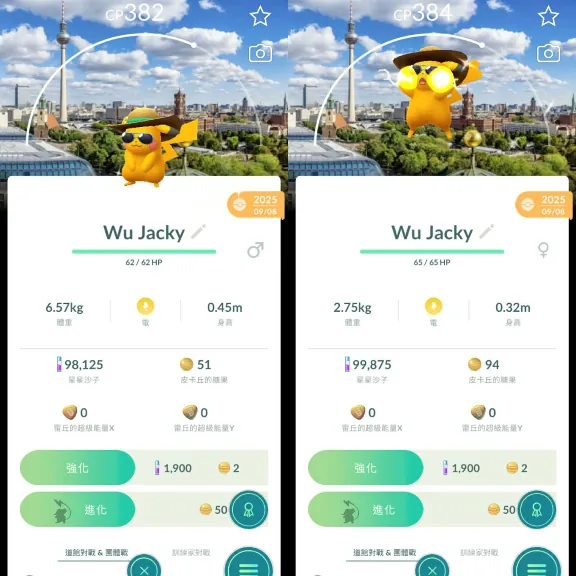 CP382
2025
09/08
Wu Jacky
62 / 62 HP
6.57kg
體重
電
0.45m
身高
98,125
星星沙子
51
皮卡丘的糖果
0
雷丘的超級能量X
0
雷丘的超級能量Y
強化
1,900
2
進化
50
道館對戰 & 團體戰
訓練家對戰
CP384
2025
09/08
Wu Jacky
65 / 65 HP
2.75kg
體重
電
0.32m
身高
99,875
星星沙子
94
皮卡丘的糖果
0
雷丘的超級能量X
0
雷丘的超級能量Y
強化
1,900
2
進化
50
道館對戰 & 團體戰
訓練家對戰